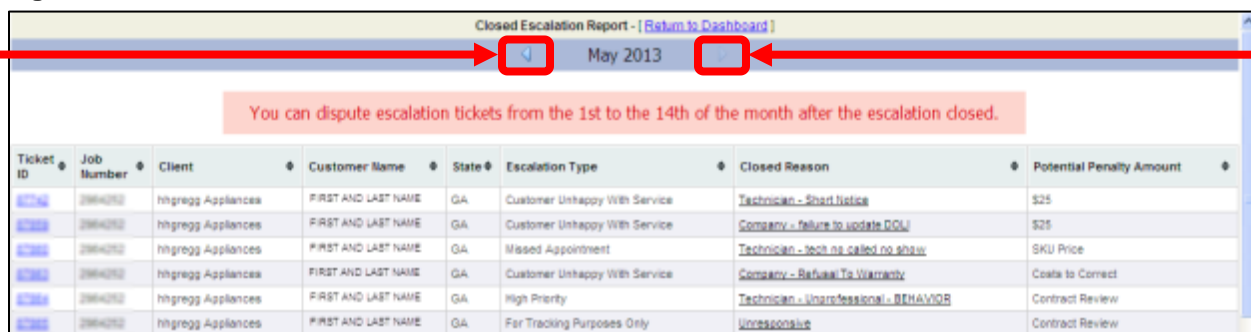 Closed Escalation Report - [ Return to Dashboard ]
May 2013
You can dispute escalation tickets from the 1st to the 14th of the month after the escalation closed.
Ticket ID Job Number Client Customer Name State Escalation Type Closed Reason Potential Penalty Amount
hhgregg Appliances FIRST AND LAST NAME GA Customer Unhappy With Service Technician - Short Notice $25
hhgregg Appliances FIRST AND LAST NAME GA Customer Unhappy With Service Company - failure to update DOLI $25
hhgregg Appliances FIRST AND LAST NAME GA Missed Appointment Technician - tech no called no show SKU Price
hhgregg Appliances FIRST AND LAST NAME GA Customer Unhappy With Service Company - Refusal To Warranty Costs to Correct
hhgregg Appliances FIRST AND LAST NAME GA High Priority Technician - Unprofessional - BEHAVIOR Contract Review
hhgregg Appliances FIRST AND LAST NAME GA For Tracking Purposes Only Unresponsive Contract Review